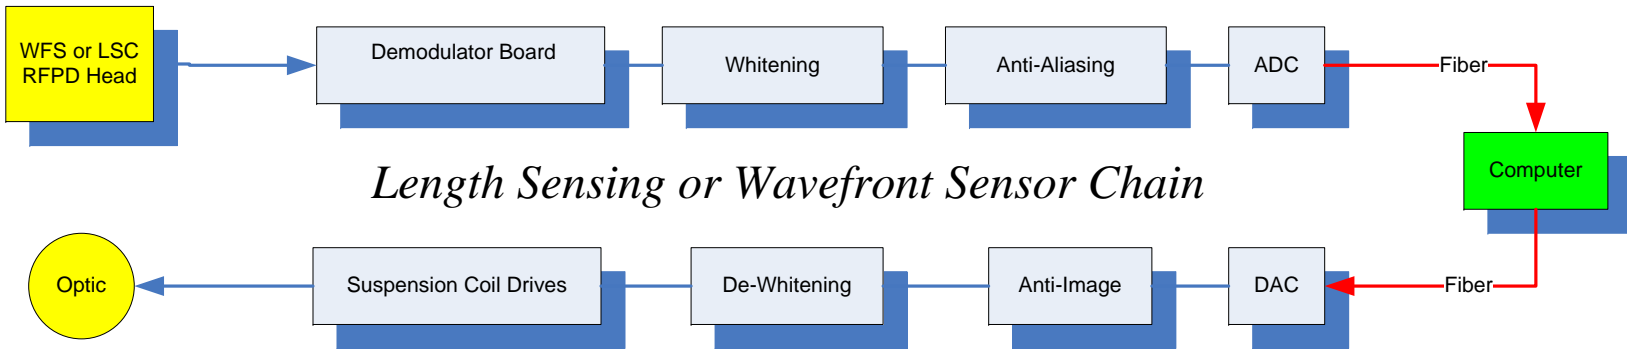 WFS or LSC
RFPD Head
Demodulator Board
Whitening
Anti-Aliasing
ADC
Fiber
Computer
Length Sensing or Wavefront Sensor Chain
Optic
Suspension Coil Drives
De-Whitening
Anti-Image
DAC
Fiber